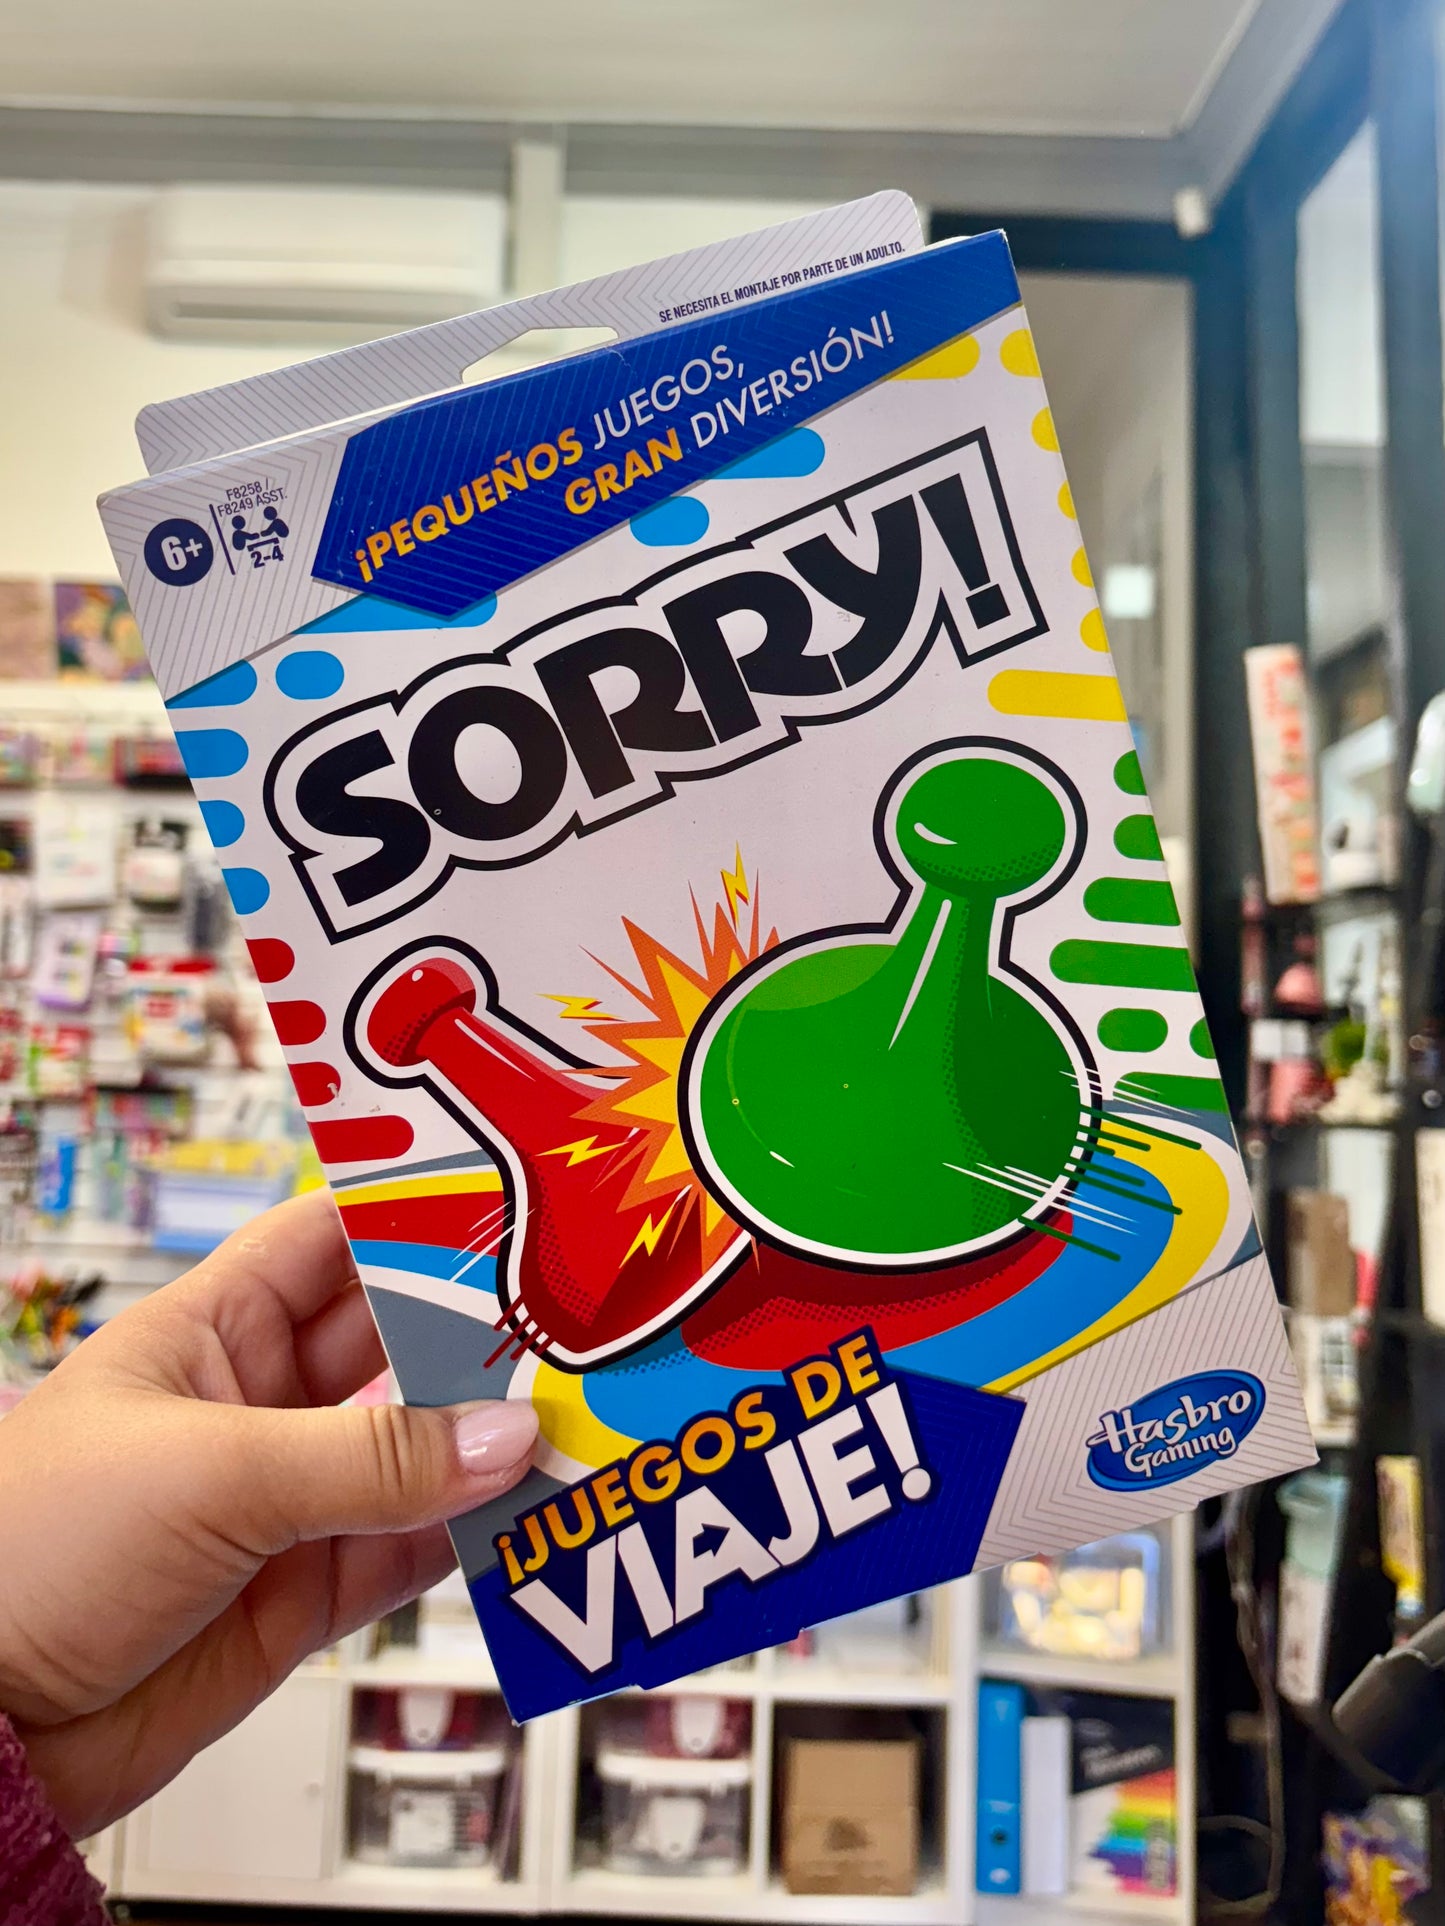 SE NECESITA EL MONTAJE POR PARTE DE UN ADULTO.
¡PEQUEÑOS JUEGOS,
GRAN DIVERSIÓN!
F8258 /
F8249 ASST.
6+
2-4
SORRY!
¡JUEGOS DE
VIAJE!
Hasbro
Gaming